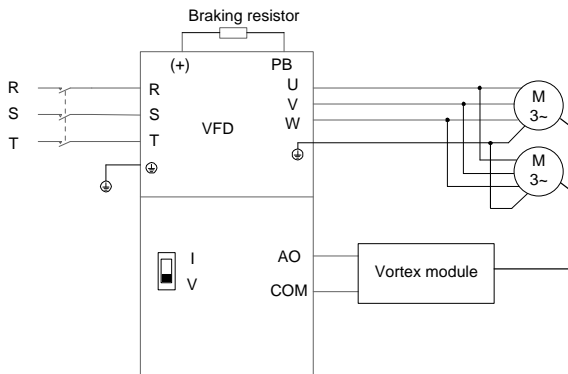 Braking resistor
(+)
PB
R
R
U
S
S
VFD
V
T
T
W
M
3~
M
3~
I
V
AO
COM
Vortex module